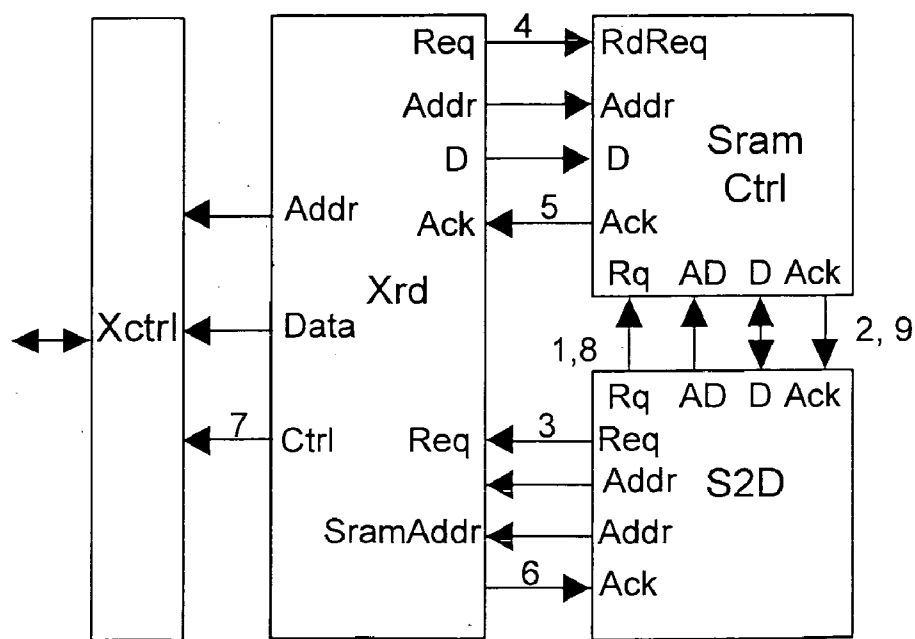 Req 4 RdReq
Addr Addr
Sram
D D
Ctrl
Addr
Ack 5 Ack
Rq AD D Ack
Xrd
Xctrl Data
1,8 2, 9
Rq AD D Ack
7 Ctrl Req 3 Req
Addr S2D
SramAddr Addr
6 Ack